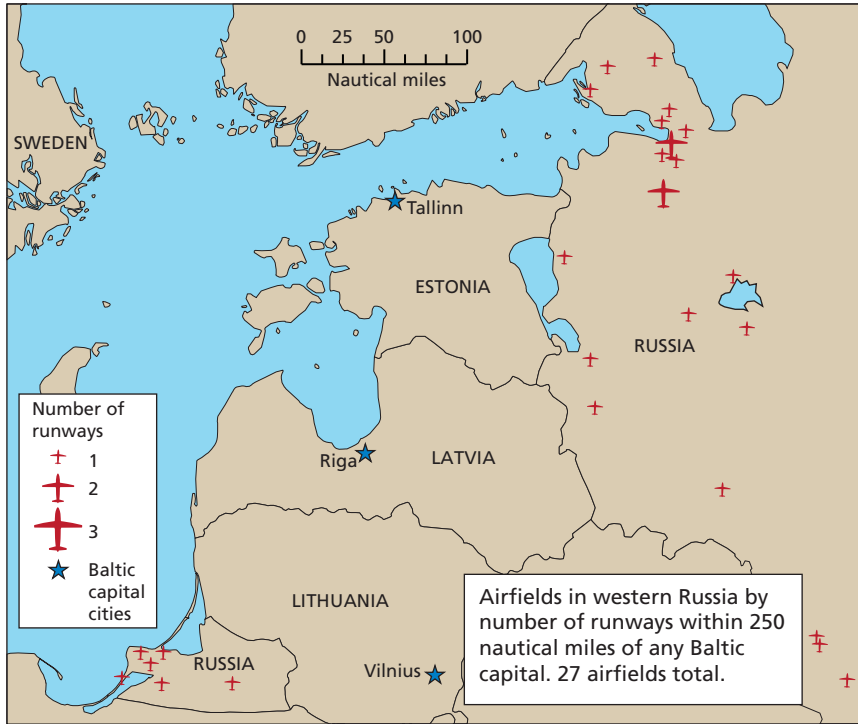 0 25 50 100
Nautical miles
SWEDEN
Tallinn
ESTONIA
RUSSIA
Number of
runways
1
2
3
Baltic
capital
cities
Riga
LATVIA
LITHUANIA
RUSSIA
Vilnius
Airfields in western Russia by
number of runways within 250
nautical miles of any Baltic
capital. 27 airfields total.